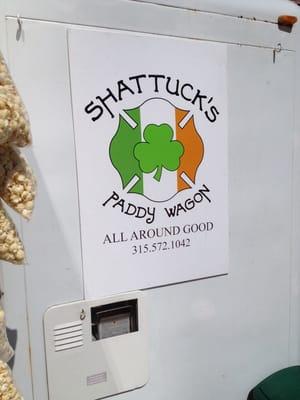 SHATTUCK'S
PADDY WAGON
ALL AROUND GOOD
315.572.1042